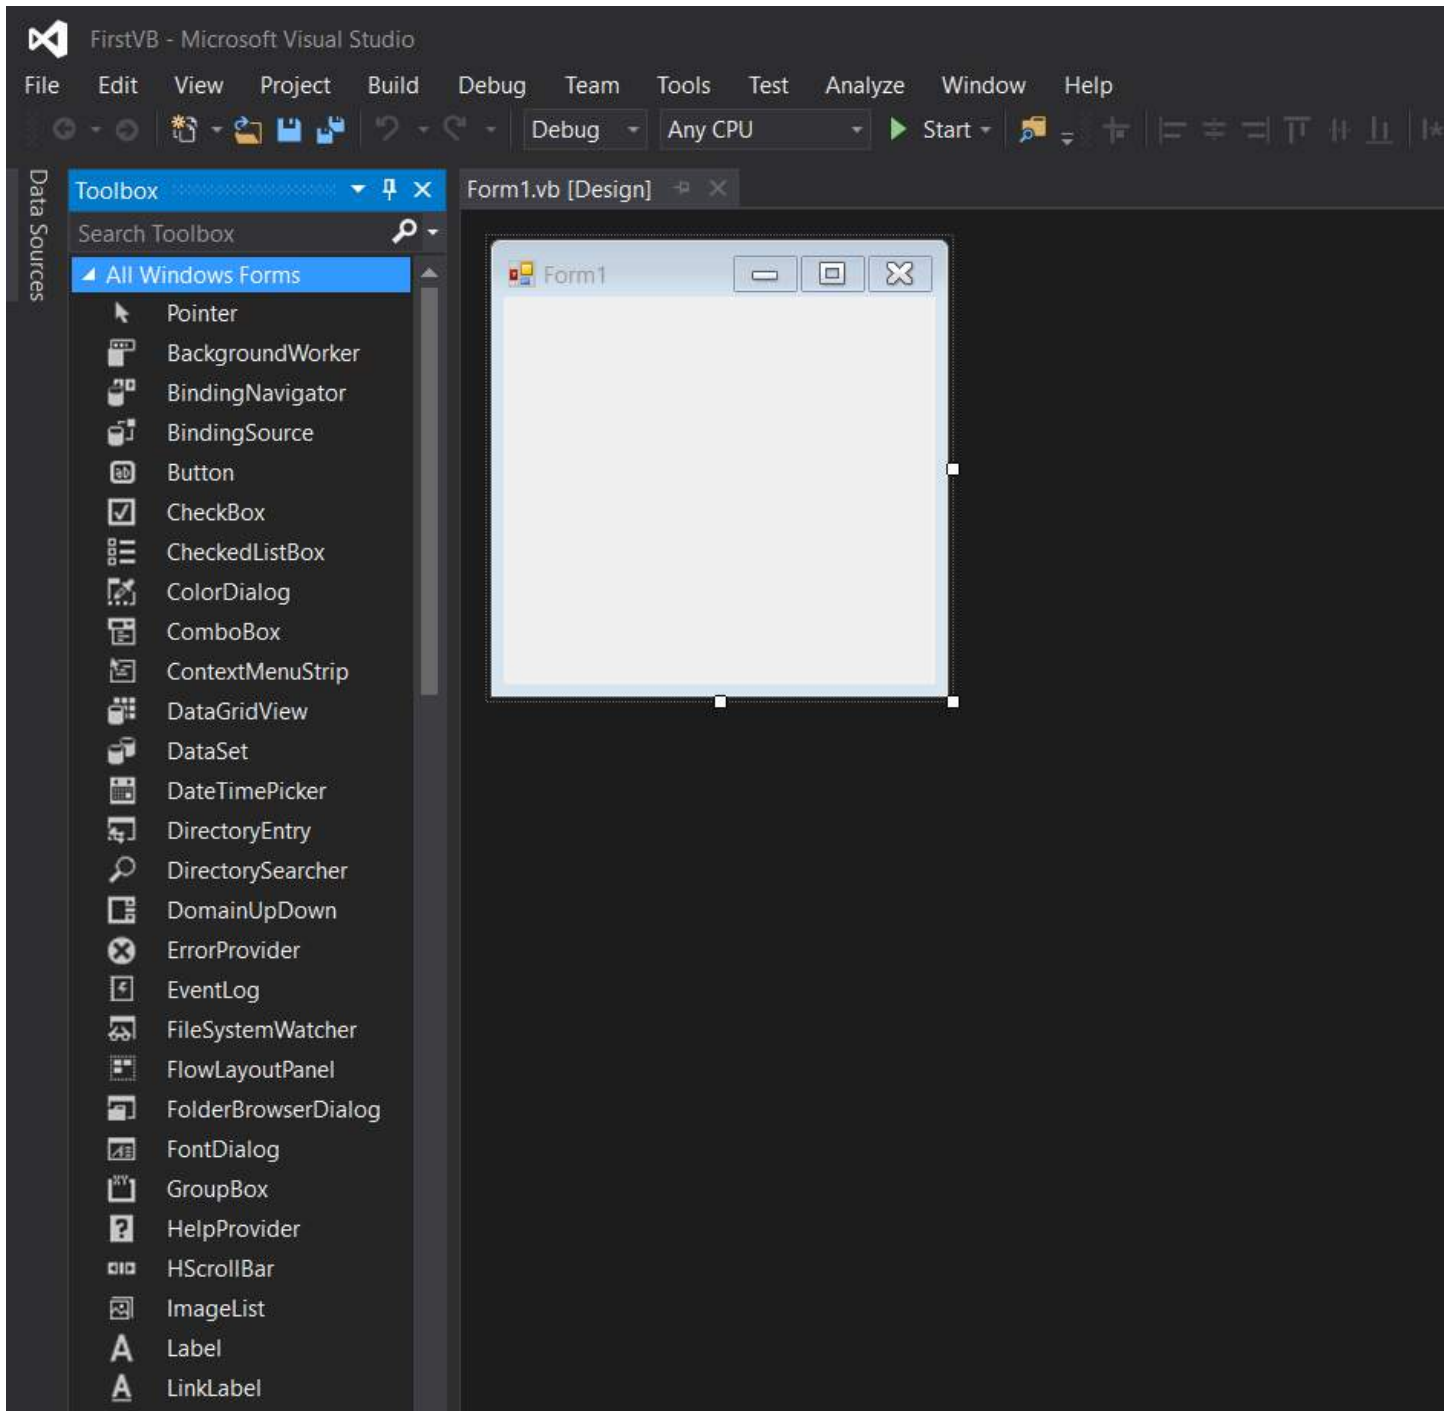 FirstVB - Microsoft Visual Studio
File Edit View Project Build Debug Team Tools Test Analyze Window Help
Debug Any CPU Start
Data Sources
Toolbox
Search Toolbox
All Windows Forms
Pointer
BackgroundWorker
BindingNavigator
BindingSource
Button
CheckBox
CheckedListBox
ColorDialog
ComboBox
ContextMenuStrip
DataGridView
DataSet
DateTimePicker
DirectoryEntry
DirectorySearcher
DomainUpDown
ErrorProvider
EventLog
FileSystemWatcher
FlowLayoutPanel
FolderBrowserDialog
FontDialog
GroupBox
HelpProvider
HScrollBar
ImageList
Label
LinkLabel
Form1.vb [Design]
Form1